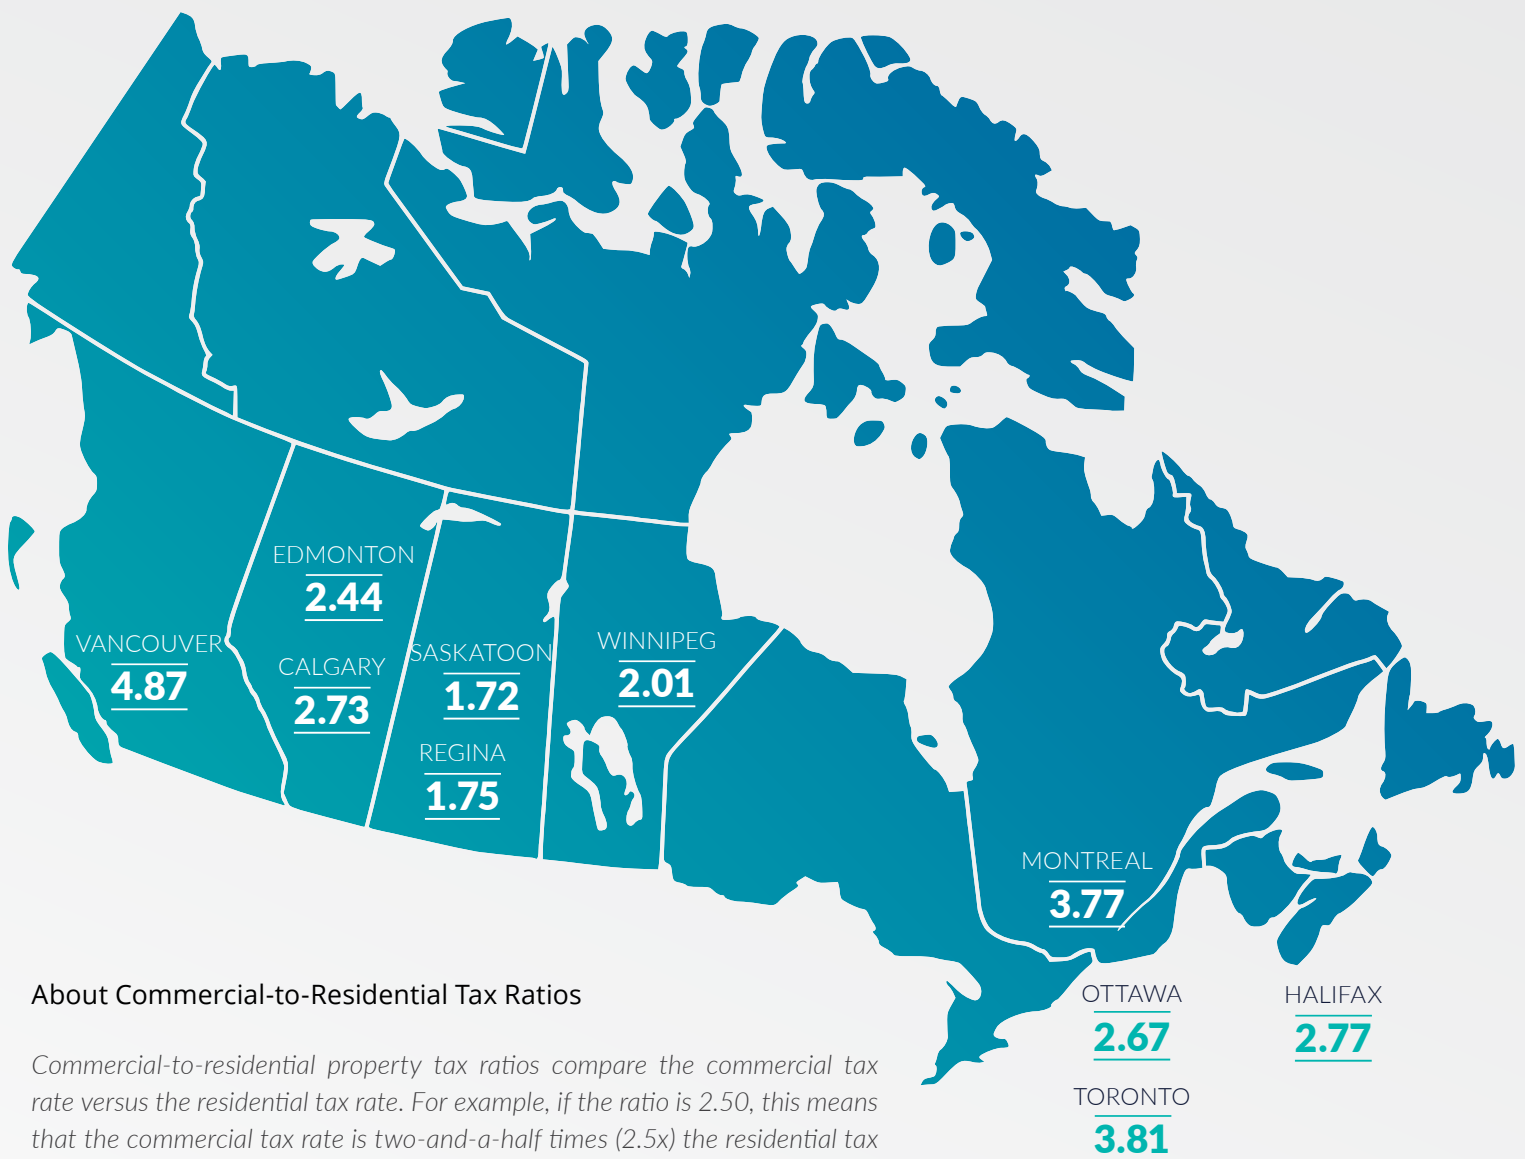 EDMONTON
2.44
VANCOUVER
4.87
CALGARY
2.73
SASKATOON
1.72
REGINA
1.75
WINNIPEG
2.01
MONTREAL
3.77
OTTAWA
2.67
HALIFAX
2.77
TORONTO
3.81
About Commercial-to-Residential Tax Ratios
Commercial-to-residential property tax ratios compare the commercial tax
rate versus the residential tax rate. For example, if the ratio is 2.50, this means
that the commercial tax rate is two-and-a-half times (2.5x) the residential tax